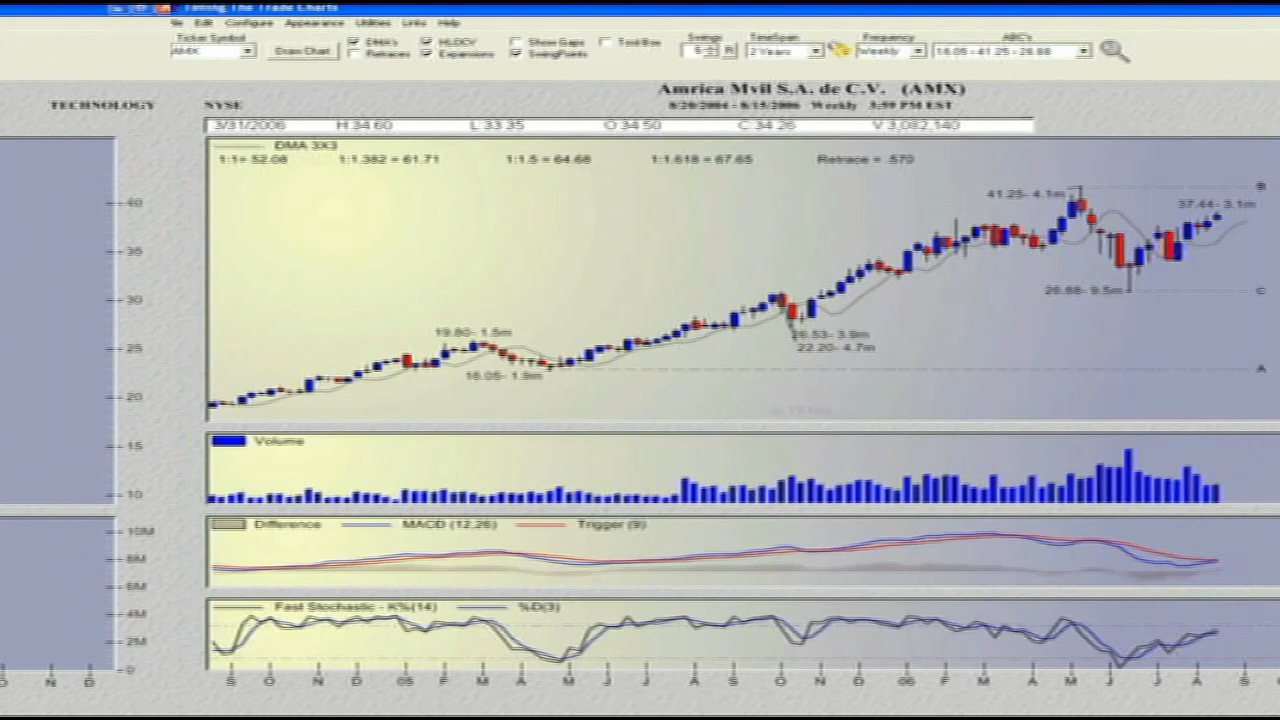 Timing The Trade Charts
File Edit Configure Appearance Utilities Links Help
Ticker Symbol
AMX
Draw Chart
DMA's HLOCV Show Gaps Tool Box
Retraces Expansions SwingPoints
Swings TimeSpan Frequency ABC's
5 R 2 Years Weekly 16.05 - 41.25 - 26.88
TECHNOLOGY NYSE
Amrica Mvil S.A. de C.V. (AMX)
8/20/2004 - 8/15/2006 Weekly 3:59 PM EST
3/31/2006 H:34.60 L:33.35 O:34.50 C:34.26 V:3,082,140
DMA 3X3
1:1= 52.08 1:1.382 = 61.71 1:1.5 = 64.68 1:1.618 = 67.65 Retrace = .570
41.25- 4.1m B
37.44- 3.1m
40
35
30
25
20
15
10
26.88- 9.5m C
19.80- 1.5m
26.53- 3.9m
22.20- 4.7m
16.05- 1.9m
A
Volume
Difference MACD (12,26) Trigger (9)
10M
8M
6M
4M
2M
0
Fast Stochastic - K%(14) %D(3)
O N D S O N D 05 F M A M J J A S O N D 06 F M A M J J A S